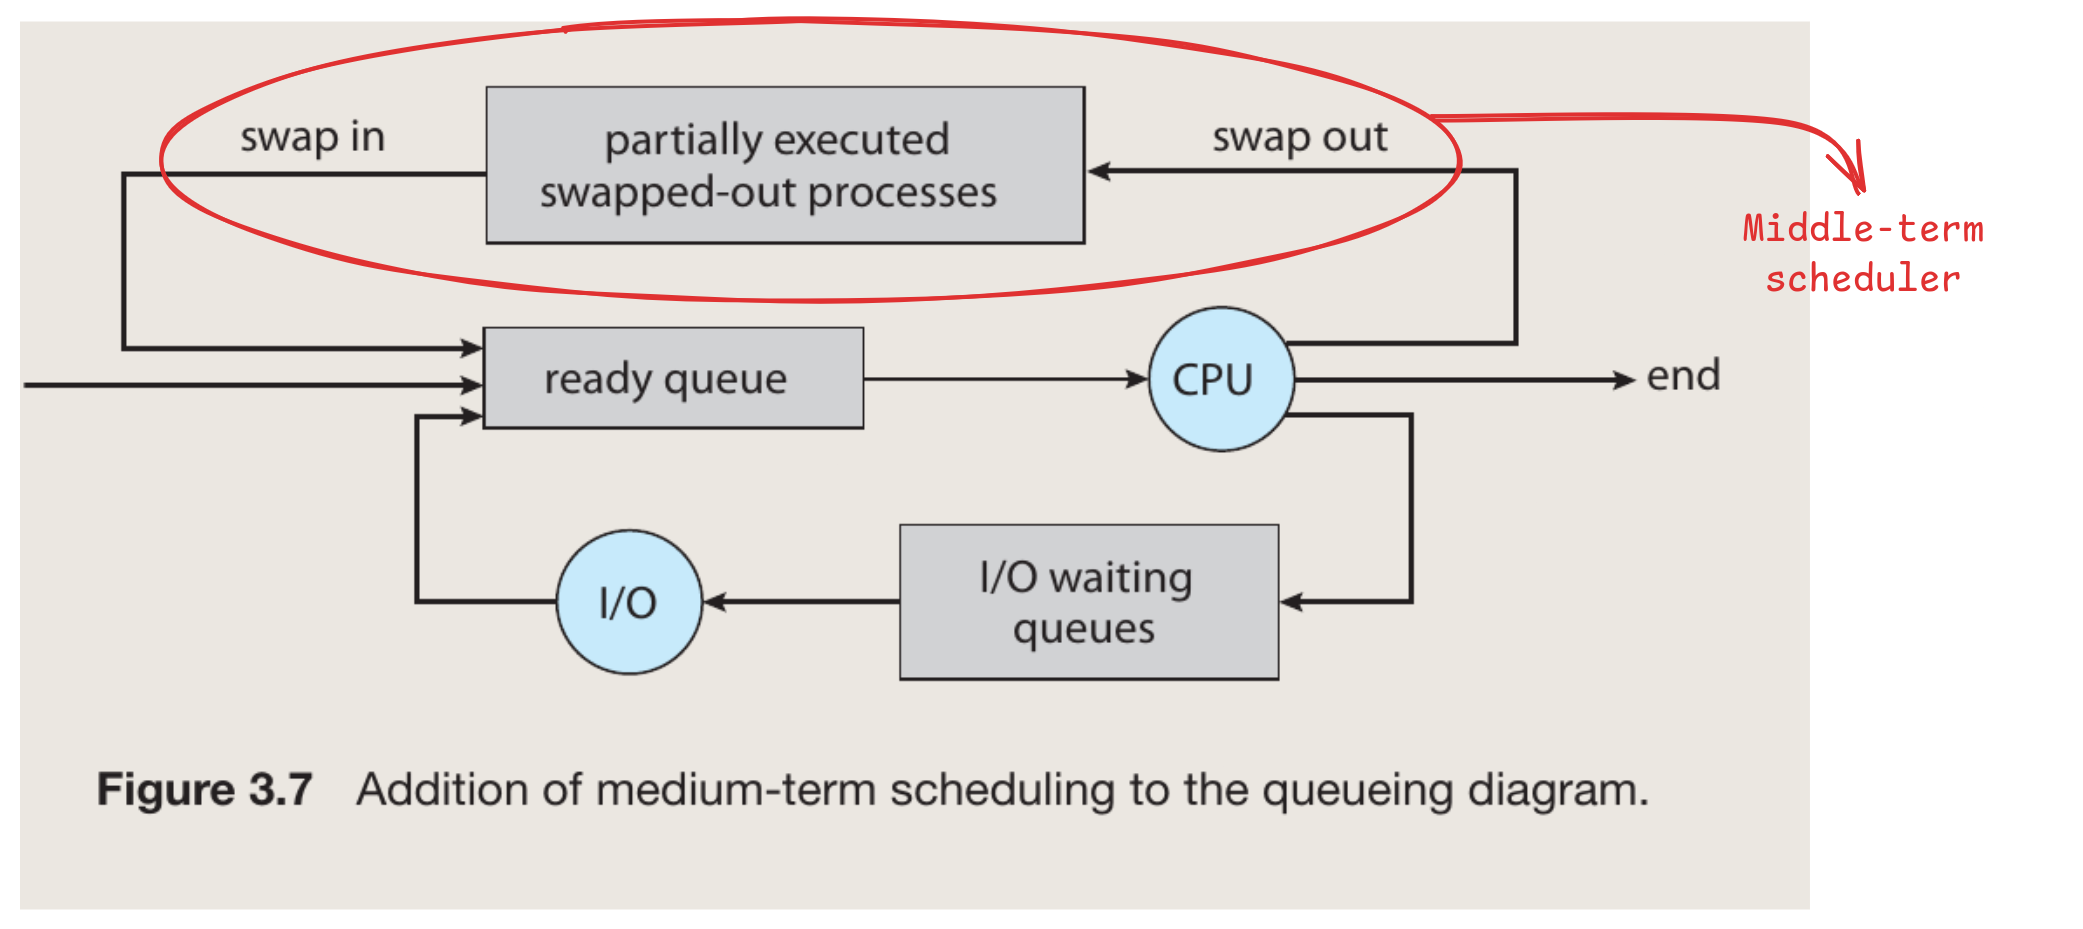 swap in
partially executed
swapped-out processes
swap out
Middle-term
scheduler
ready queue
CPU
end
I/O
I/O waiting
queues
Figure 3.7 Addition of medium-term scheduling to the queueing diagram.